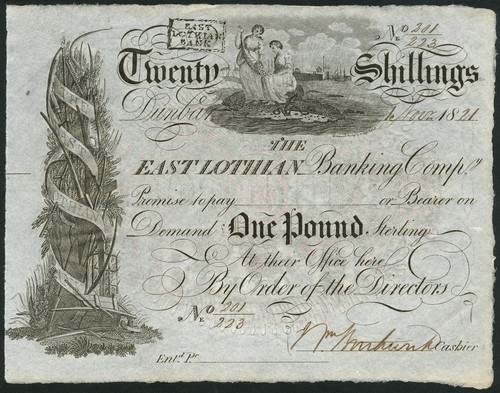 EAST
LOTHIAN
BANK
No 201
223
Twenty Shillings
Dunbar 1821
THE
EAST LOTHIAN Banking Compy.
Promise to pay or Bearer on
Demand One Pound Sterling
At their Office here
By Order of the Directors
No 201
223
Cashier
Entd. Pr.